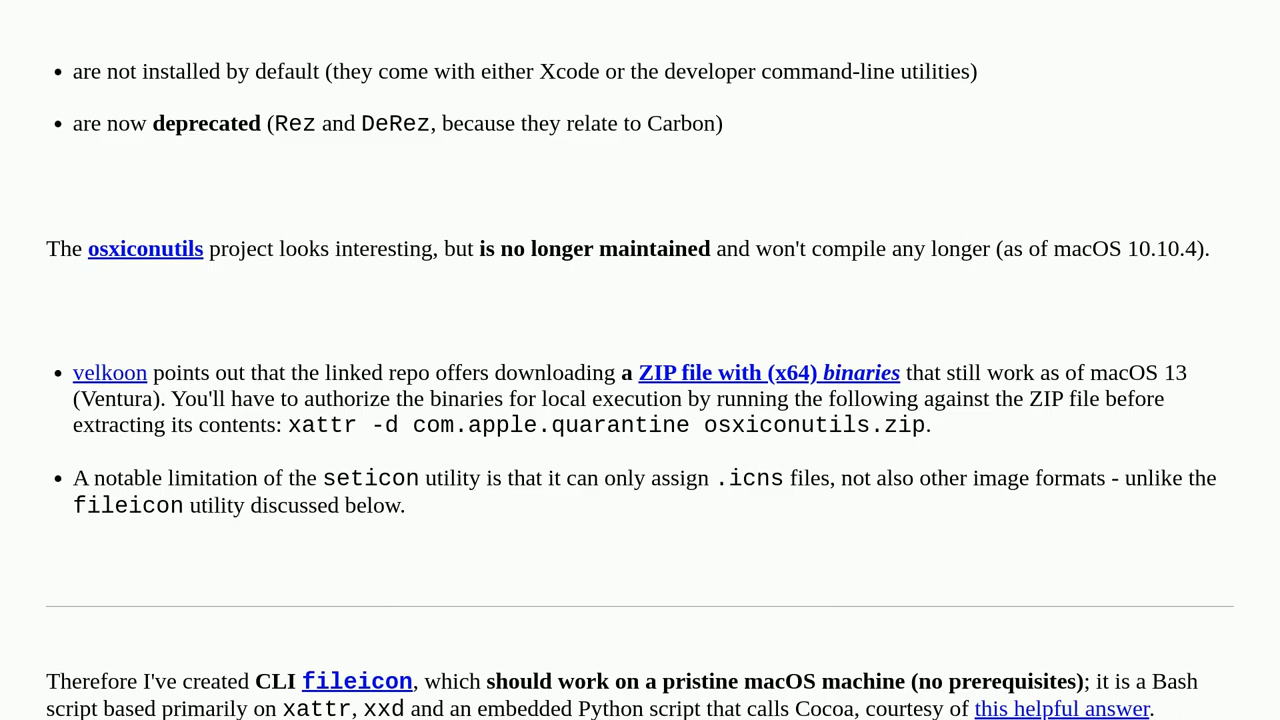 • are not installed by default (they come with either Xcode or the developer command-line utilities)
• are now deprecated (Rez and DeRez, because they relate to Carbon)
The osxiconutils project looks interesting, but is no longer maintained and won't compile any longer (as of macOS 10.10.4).
• velkoon points out that the linked repo offers downloading a ZIP file with (x64) binaries that still work as of macOS 13
(Ventura). You'll have to authorize the binaries for local execution by running the following against the ZIP file before
extracting its contents: xattr -d com.apple.quarantine osxiconutils.zip.
• A notable limitation of the seticon utility is that it can only assign .icns files, not also other image formats - unlike the
fileicon utility discussed below.
Therefore I've created CLI fileicon, which should work on a pristine macOS machine (no prerequisites); it is a Bash
script based primarily on xattr, xxd and an embedded Python script that calls Cocoa, courtesy of this helpful answer.